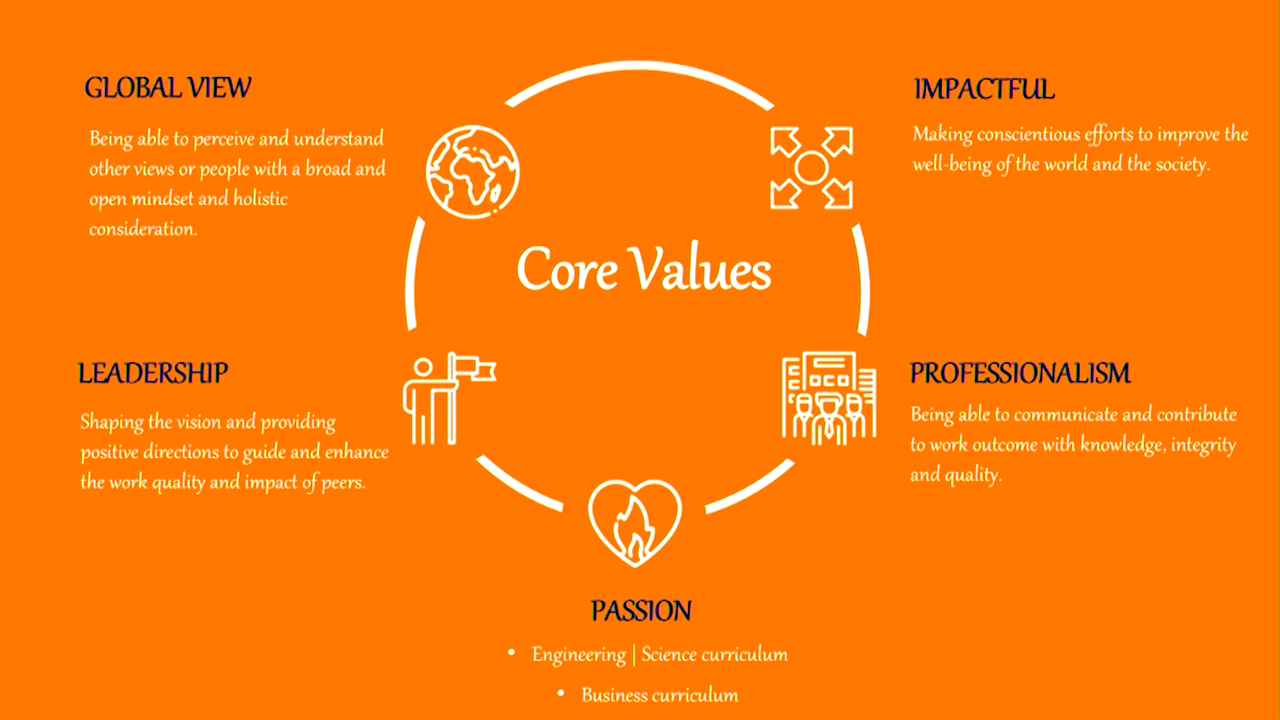 GLOBAL VIEW
Being able to perceive and understand
other views or people with a broad and
open mindset and holistic
consideration.
IMPACTFUL
Making conscientious efforts to improve the
well-being of the world and the society.
Core Values
LEADERSHIP
Shaping the vision and providing
positive directions to guide and enhance
the work quality and impact of peers.
PROFESSIONALISM
Being able to communicate and contribute
to work outcome with knowledge, integrity
and quality.
PASSION
• Engineering | Science curriculum
• Business curriculum